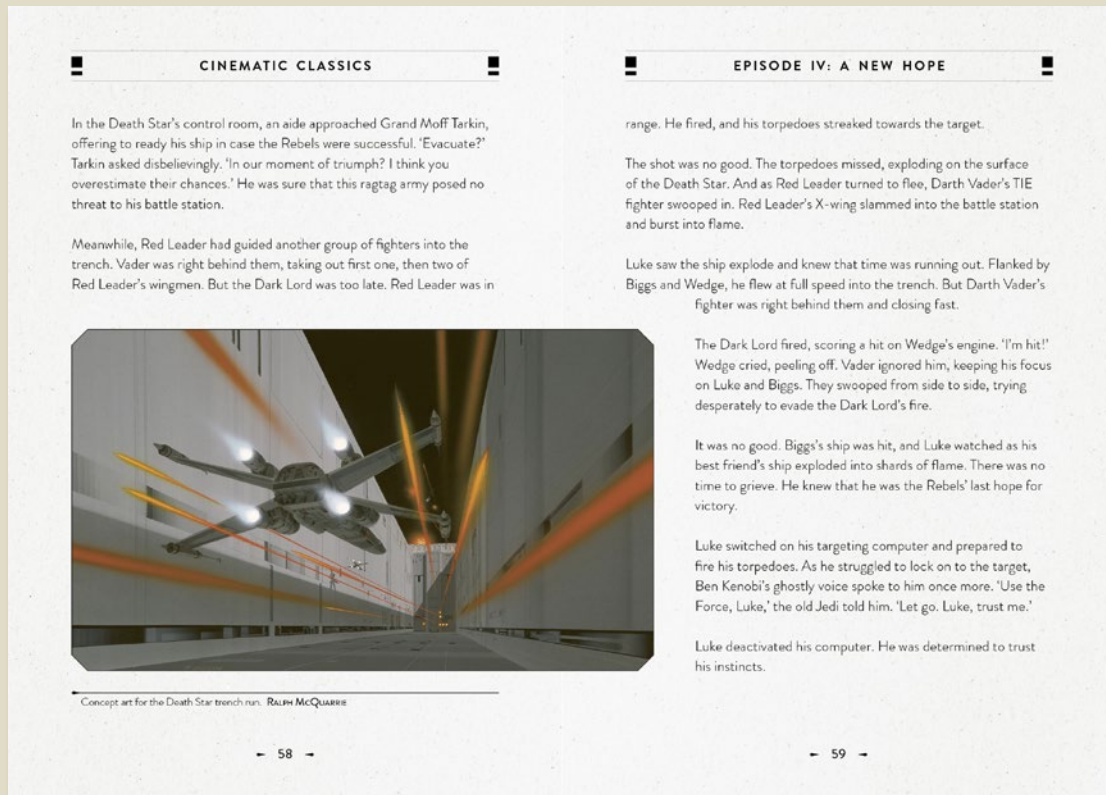 CINEMATIC CLASSICS
In the Death Star's control room, an aide approached Grand Moff Tarkin,
offering to ready his ship in case the Rebels were successful. ‘Evacuate?’
Tarkin asked disbelievingly. ‘In our moment of triumph? I think you
overestimate their chances.’ He was sure that this ragtag army posed no
threat to his battle station.
Meanwhile, Red Leader had guided another group of fighters into the
trench. Vader was right behind them, taking out first one, then two of
Red Leader's wingmen. But the Dark Lord was too late. Red Leader was in
Concept art for the Death Star trench run. RALPH MCQUARRIE
58
EPISODE IV: A NEW HOPE
range. He fired, and his torpedoes streaked towards the target.
The shot was no good. The torpedoes missed, exploding on the surface
of the Death Star. And as Red Leader turned to flee, Darth Vader's TIE
fighter swooped in. Red Leader's X-wing slammed into the battle station
and burst into flame.
Luke saw the ship explode and knew that time was running out. Flanked by
Biggs and Wedge, he flew at full speed into the trench. But Darth Vader's
fighter was right behind them and closing fast.
The Dark Lord fired, scoring a hit on Wedge's engine. ‘I'm hit!’
Wedge cried, peeling off. Vader ignored him, keeping his focus
on Luke and Biggs. They swooped from side to side, trying
desperately to evade the Dark Lord's fire.
It was no good. Biggs's ship was hit, and Luke watched as his
best friend's ship exploded into shards of flame. There was no
time to grieve. He knew that he was the Rebels' last hope for
victory.
Luke switched on his targeting computer and prepared to
fire his torpedoes. As he struggled to lock on to the target,
Ben Kenobi's ghostly voice spoke to him once more. ‘Use the
Force, Luke,’ the old Jedi told him. ‘Let go. Luke, trust me.’
Luke deactivated his computer. He was determined to trust
his instincts.
59